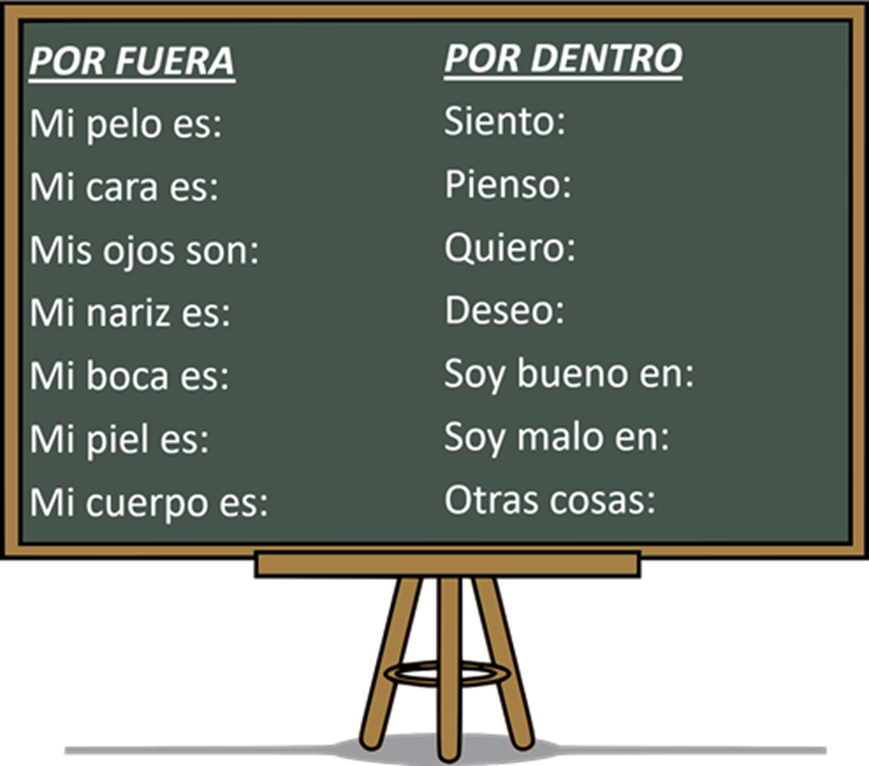 POR FUERA
Mi pelo es:
Mi cara es:
Mis ojos son:
Mi nariz es:
Mi boca es:
Mi piel es:
Mi cuerpo es:
POR DENTRO
Siento:
Pienso:
Quiero:
Deseo:
Soy bueno en:
Soy malo en:
Otras cosas: